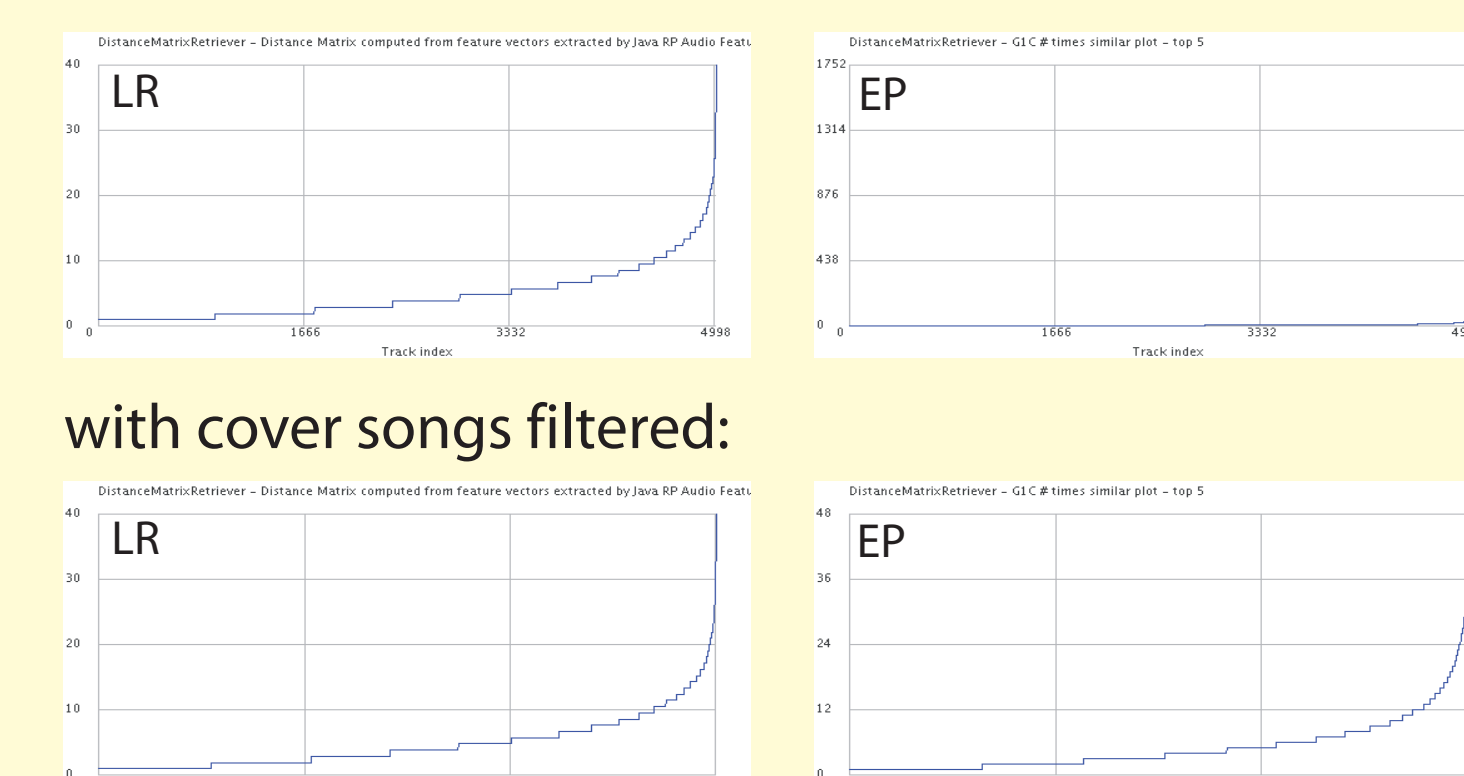 DistanceMatrixRetriever – Distance Matrix computed from feature vectors extracted by Java RP Audio Featu
40
LR
30
20
10
0
0 1666 3332 4998
Track index
DistanceMatrixRetriever – G1C # times similar plot – top 5
1752
EP
1314
876
438
0
0 1666 3332 49
Track index
with cover songs filtered:
DistanceMatrixRetriever – Distance Matrix computed from feature vectors extracted by Java RP Audio Featu
40
LR
30
20
10
0
DistanceMatrixRetriever – G1C # times similar plot – top 5
48
EP
36
24
12
0